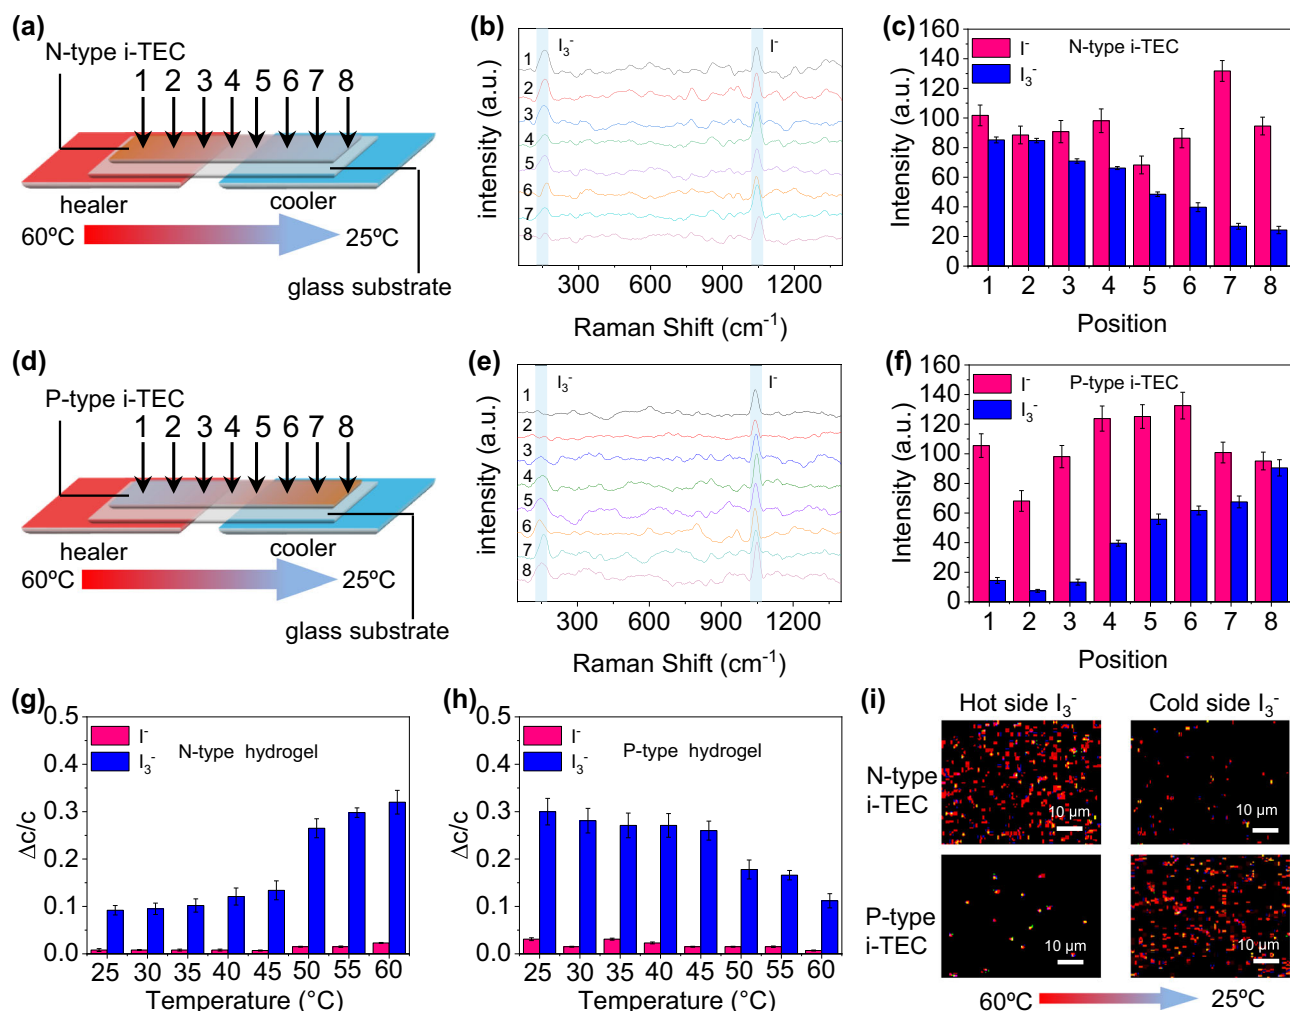 (a)
N-type i-TEC
1 2 3 4 5 6 7 8
healer
cooler
60ºC
25ºC
glass substrate
(b)
I₃⁻
I⁻
1
2
3
4
5
6
7
8
intensity (a.u.)
300 600 900 1200
Raman Shift (cm⁻¹)
(c)
160
140
120
100
80
60
40
20
0
Intensity (a.u.)
I⁻
I₃⁻
N-type i-TEC
1 2 3 4 5 6 7 8
Position
(d)
P-type i-TEC
1 2 3 4 5 6 7 8
healer
cooler
60ºC
25ºC
glass substrate
(e)
I₃⁻
I⁻
1
2
3
4
5
6
7
8
intensity (a.u.)
300 600 900 1200
Raman Shift (cm⁻¹)
(f)
160
140
120
100
80
60
40
20
0
Intensity (a.u.)
I⁻
I₃⁻
P-type i-TEC
1 2 3 4 5 6 7 8
Position
(g)
0.5
0.4
0.3
0.2
0.1
0.0
Δc/c
I⁻
I₃⁻
N-type hydrogel
25 30 35 40 45 50 55 60
Temperature (°C)
(h)
0.5
0.4
0.3
0.2
0.1
0.0
Δc/c
I⁻
I₃⁻
P-type hydrogel
25 30 35 40 45 50 55 60
Temperature (°C)
(i)
Hot side I₃⁻
Cold side I₃⁻
N-type
i-TEC
10 µm
10 µm
P-type
i-TEC
10 µm
10 µm
60ºC
25ºC